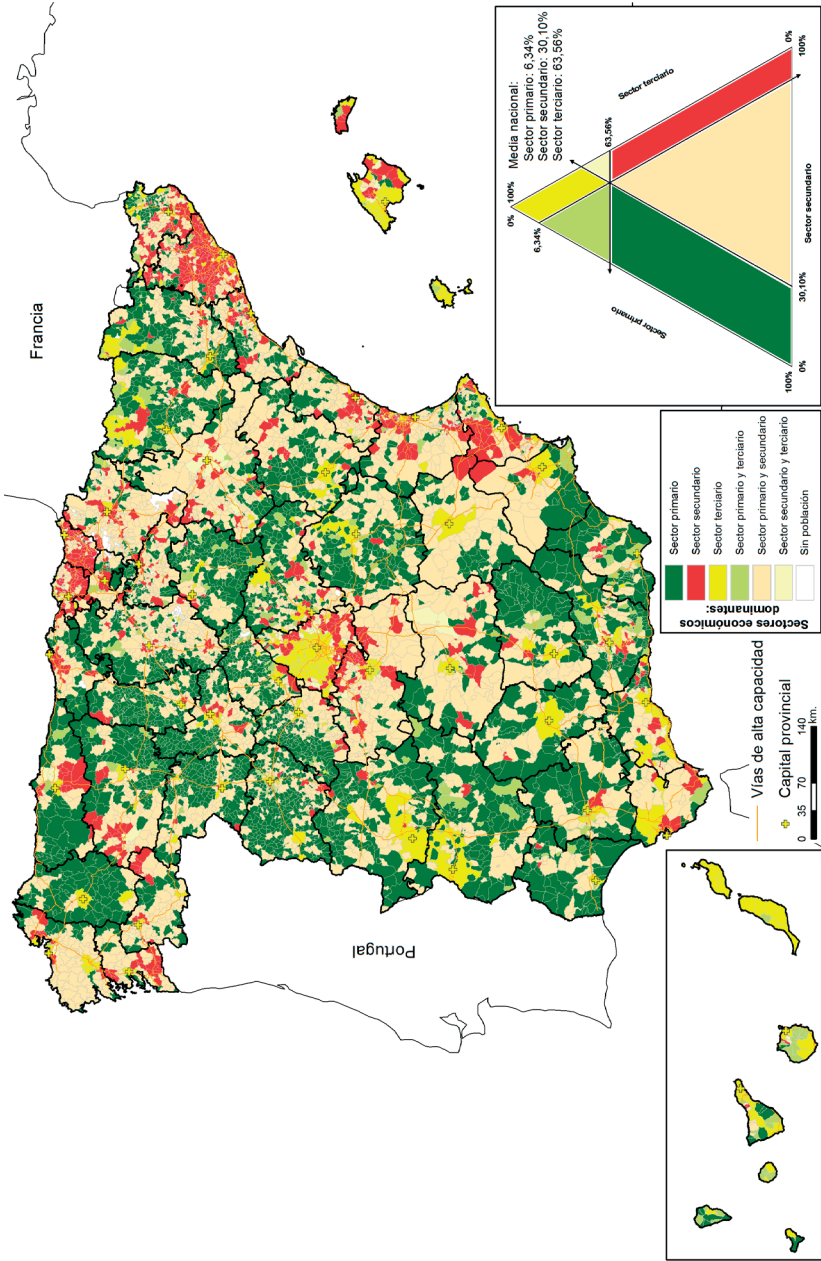 Francia
Portugal
Media nacional:
Sector primario: 6,34%
Sector secundario: 30,10%
Sector terciario: 63,56%
0%
100%
6,34%
63,56%
Sector primario
Sector terciario
100%
0%
30,10%
0%
100%
Sector secundario
Sectores económicos
dominantes:
Sector primario
Sector secundario
Sector terciario
Sector primario y terciario
Sector primario y secundario
Sector secundario y terciario
Sin población
Vías de alta capacidad
Capital provincial
0
35
70
140
km.